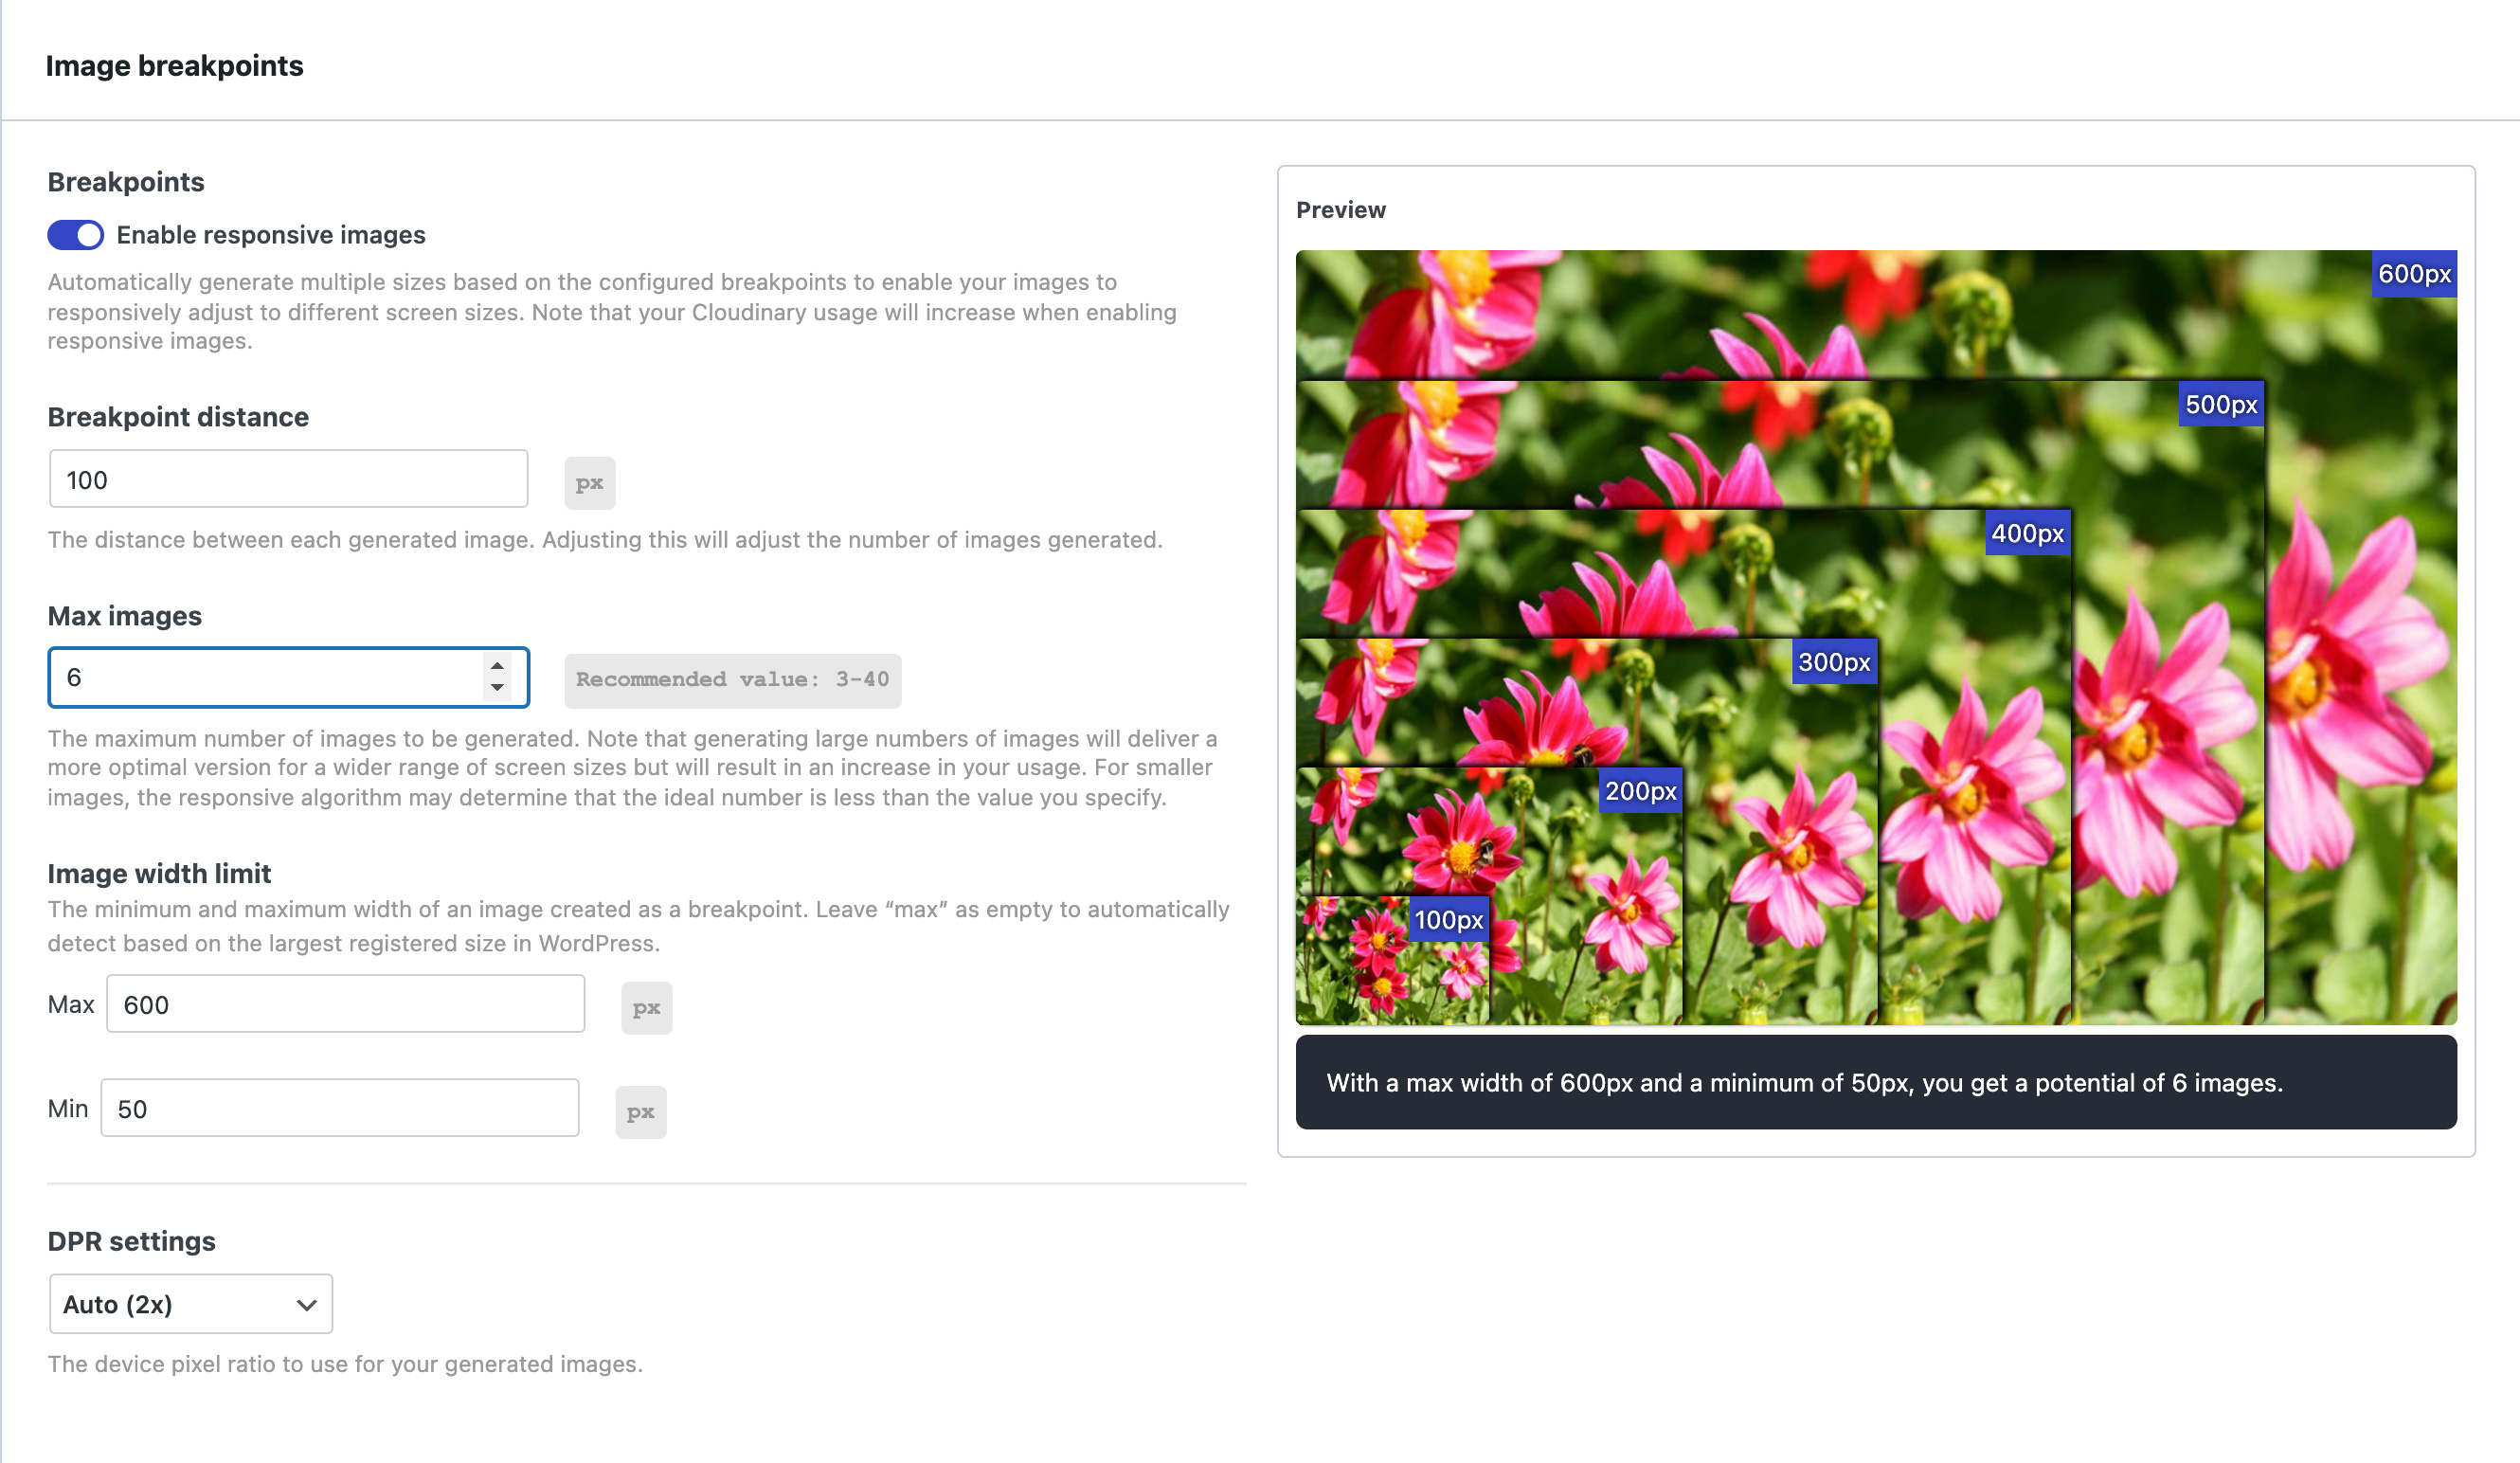 Image breakpoints
Breakpoints
Enable responsive images
Automatically generate multiple sizes based on the configured breakpoints to enable your images to
responsively adjust to different screen sizes. Note that your Cloudinary usage will increase when enabling
responsive images.
Breakpoint distance
100
px
The distance between each generated image. Adjusting this will adjust the number of images generated.
Max images
6
Recommended value: 3-40
The maximum number of images to be generated. Note that generating large numbers of images will deliver a
more optimal version for a wider range of screen sizes but will result in an increase in your usage. For smaller
images, the responsive algorithm may determine that the ideal number is less than the value you specify.
Image width limit
The minimum and maximum width of an image created as a breakpoint. Leave “max” as empty to automatically
detect based on the largest registered size in WordPress.
Max 600 px
Min 50 px
DPR settings
Auto (2x)
The device pixel ratio to use for your generated images.
Preview
600px
500px
400px
300px
200px
100px
With a max width of 600px and a minimum of 50px, you get a potential of 6 images.